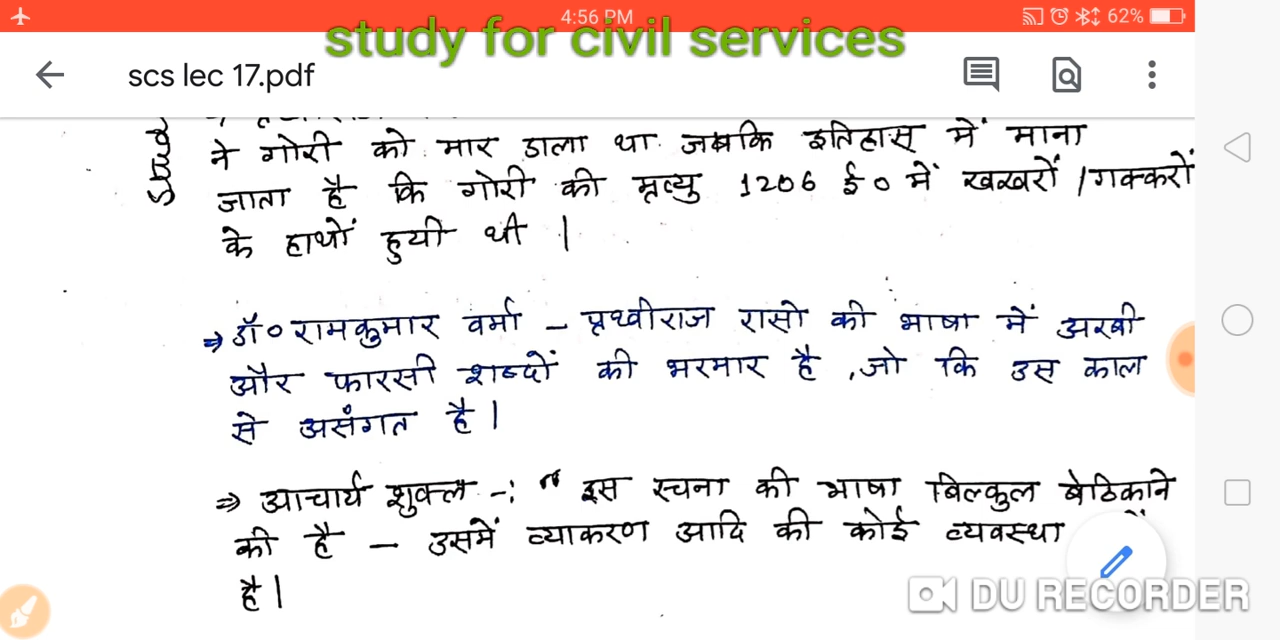 4:56 PM
62%
study for civil services
scs lec 17.pdf
ने गोरी को मार डाला था जबकि इतिहास में माना
जाता है कि गोरी की मृत्यु 1206 ई० में खखरों / गक्करों
के हाथों हुयी थी |
⇒ डॉ० रामकुमार वर्मा – पृथ्वीराज रासो की भाषा में अरबी
और फारसी शब्दों की भरमार है , जो कि उस काल
से असंगत है |
⇒ आचार्य शुक्ल -: " इस रचना की भाषा बिल्कुल बेठिकाने
की है – उसमें व्याकरण आदि की कोई व्यवस्था
है |
DU RECORDER